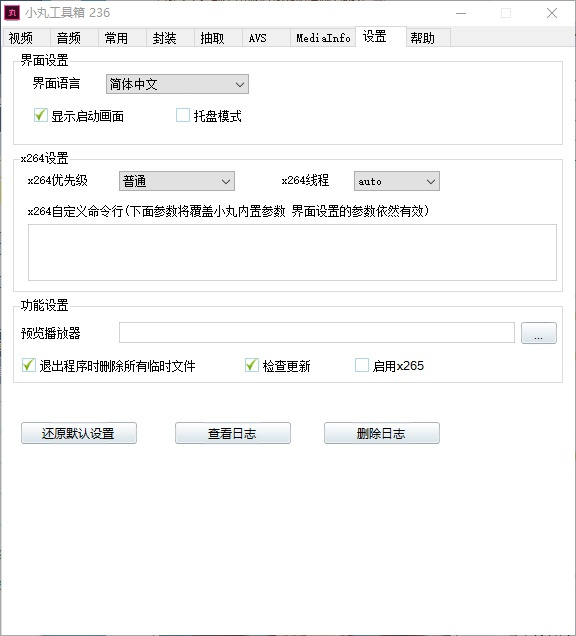 丸 小丸工具箱 236
视频 音频 常用 封装 抽取 AVS MediaInfo 设置 帮助
界面设置
界面语言 简体中文
显示启动画面 托盘模式
x264设置
x264优先级 普通 x264线程 auto
x264自定义命令行(下面参数将覆盖小丸内置参数 界面设置的参数依然有效)
功能设置
预览播放器 ...
退出程序时删除所有临时文件 检查更新 启用x265
还原默认设置 查看日志 删除日志